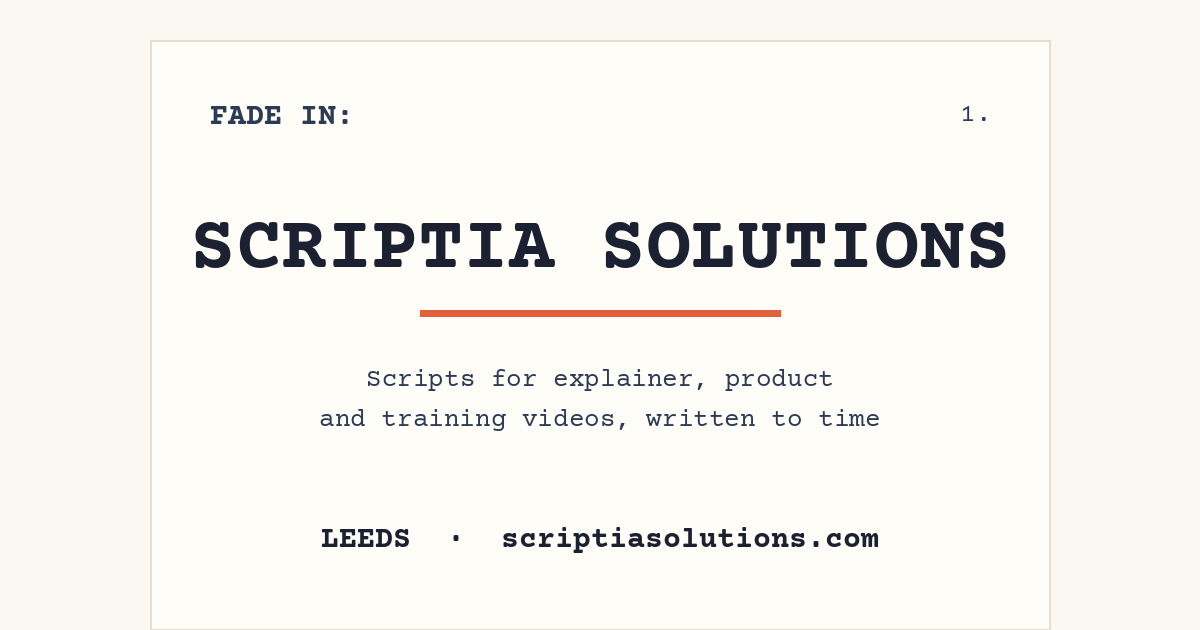 FADE IN:
1.
SCRIPTIA SOLUTIONS
Scripts for explainer, product
and training videos, written to time
LEEDS · scriptiasolutions.com